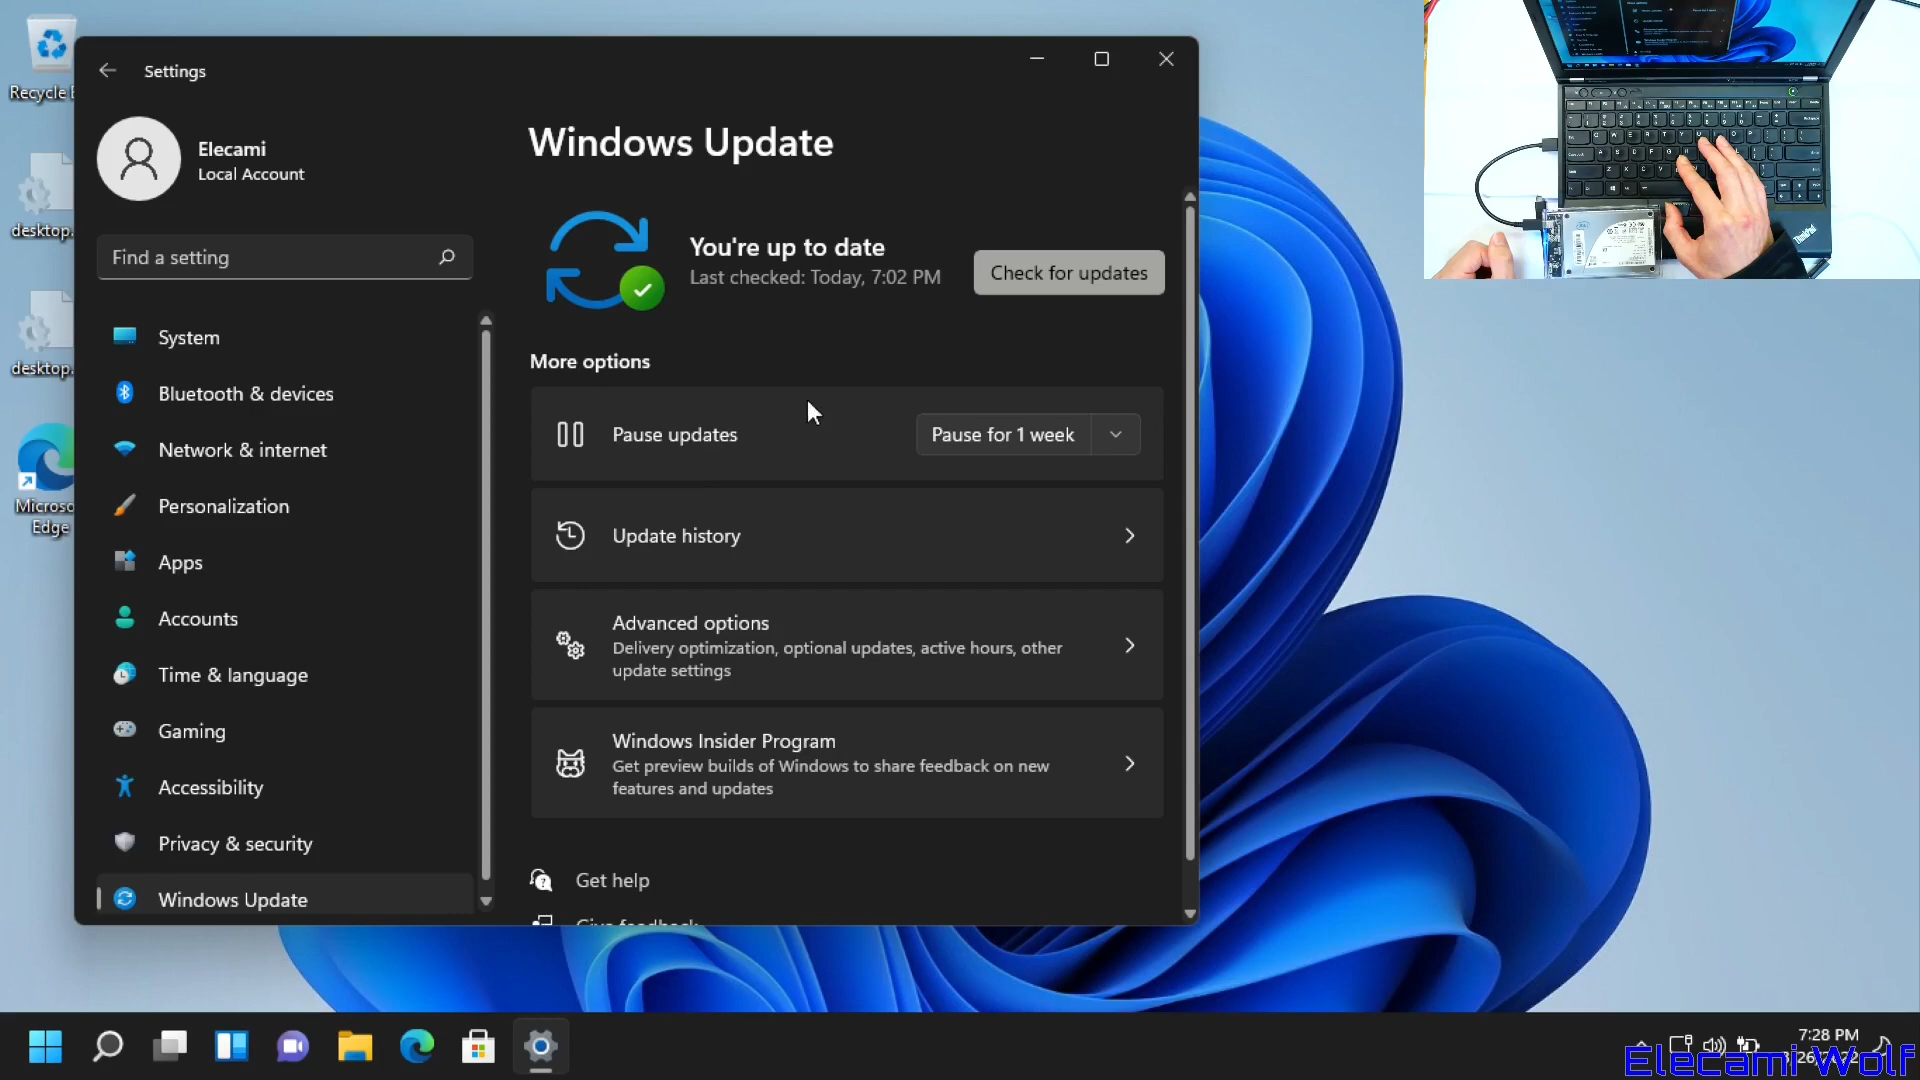 Recycle
Settings
Elecami
Local Account
Find a setting
desktop.
desktop.
Microso
Edge
System
Bluetooth & devices
Network & internet
Personalization
Apps
Accounts
Time & language
Gaming
Accessibility
Privacy & security
Windows Update
Windows Update
You're up to date
Last checked: Today, 7:02 PM
Check for updates
More options
Pause updates
Pause for 1 week
Update history
Advanced options
Delivery optimization, optional updates, active hours, other
update settings
Windows Insider Program
Get preview builds of Windows to share feedback on new
features and updates
Get help
Give feedback
ThinkPad
7:28 PM
Elecami Wolf